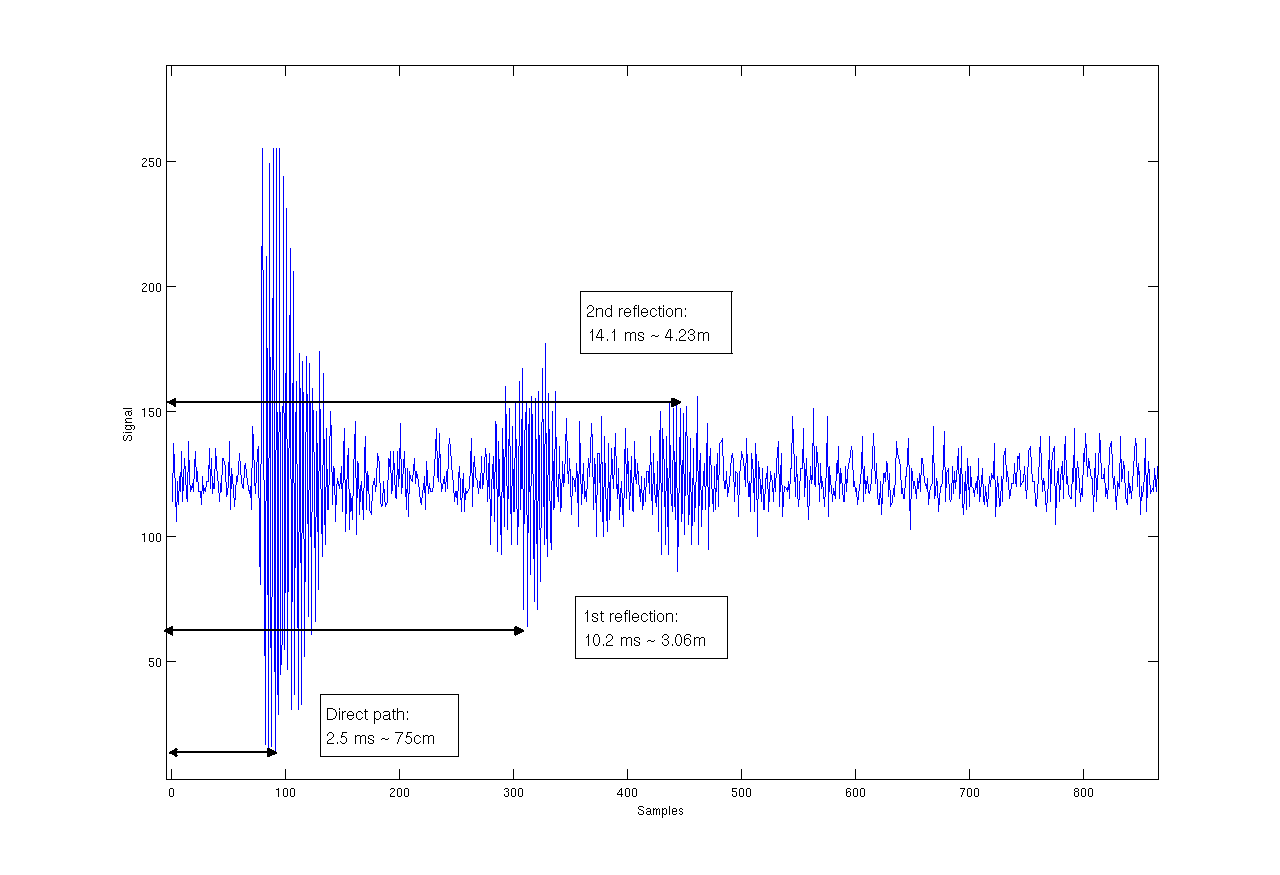 250
200
150
100
50
Signal
2nd reflection:
14.1 ms ~ 4.23m
1st reflection:
10.2 ms ~ 3.06m
Direct path:
2.5 ms ~ 75cm
0 100 200 300 400 500 600 700 800
Samples